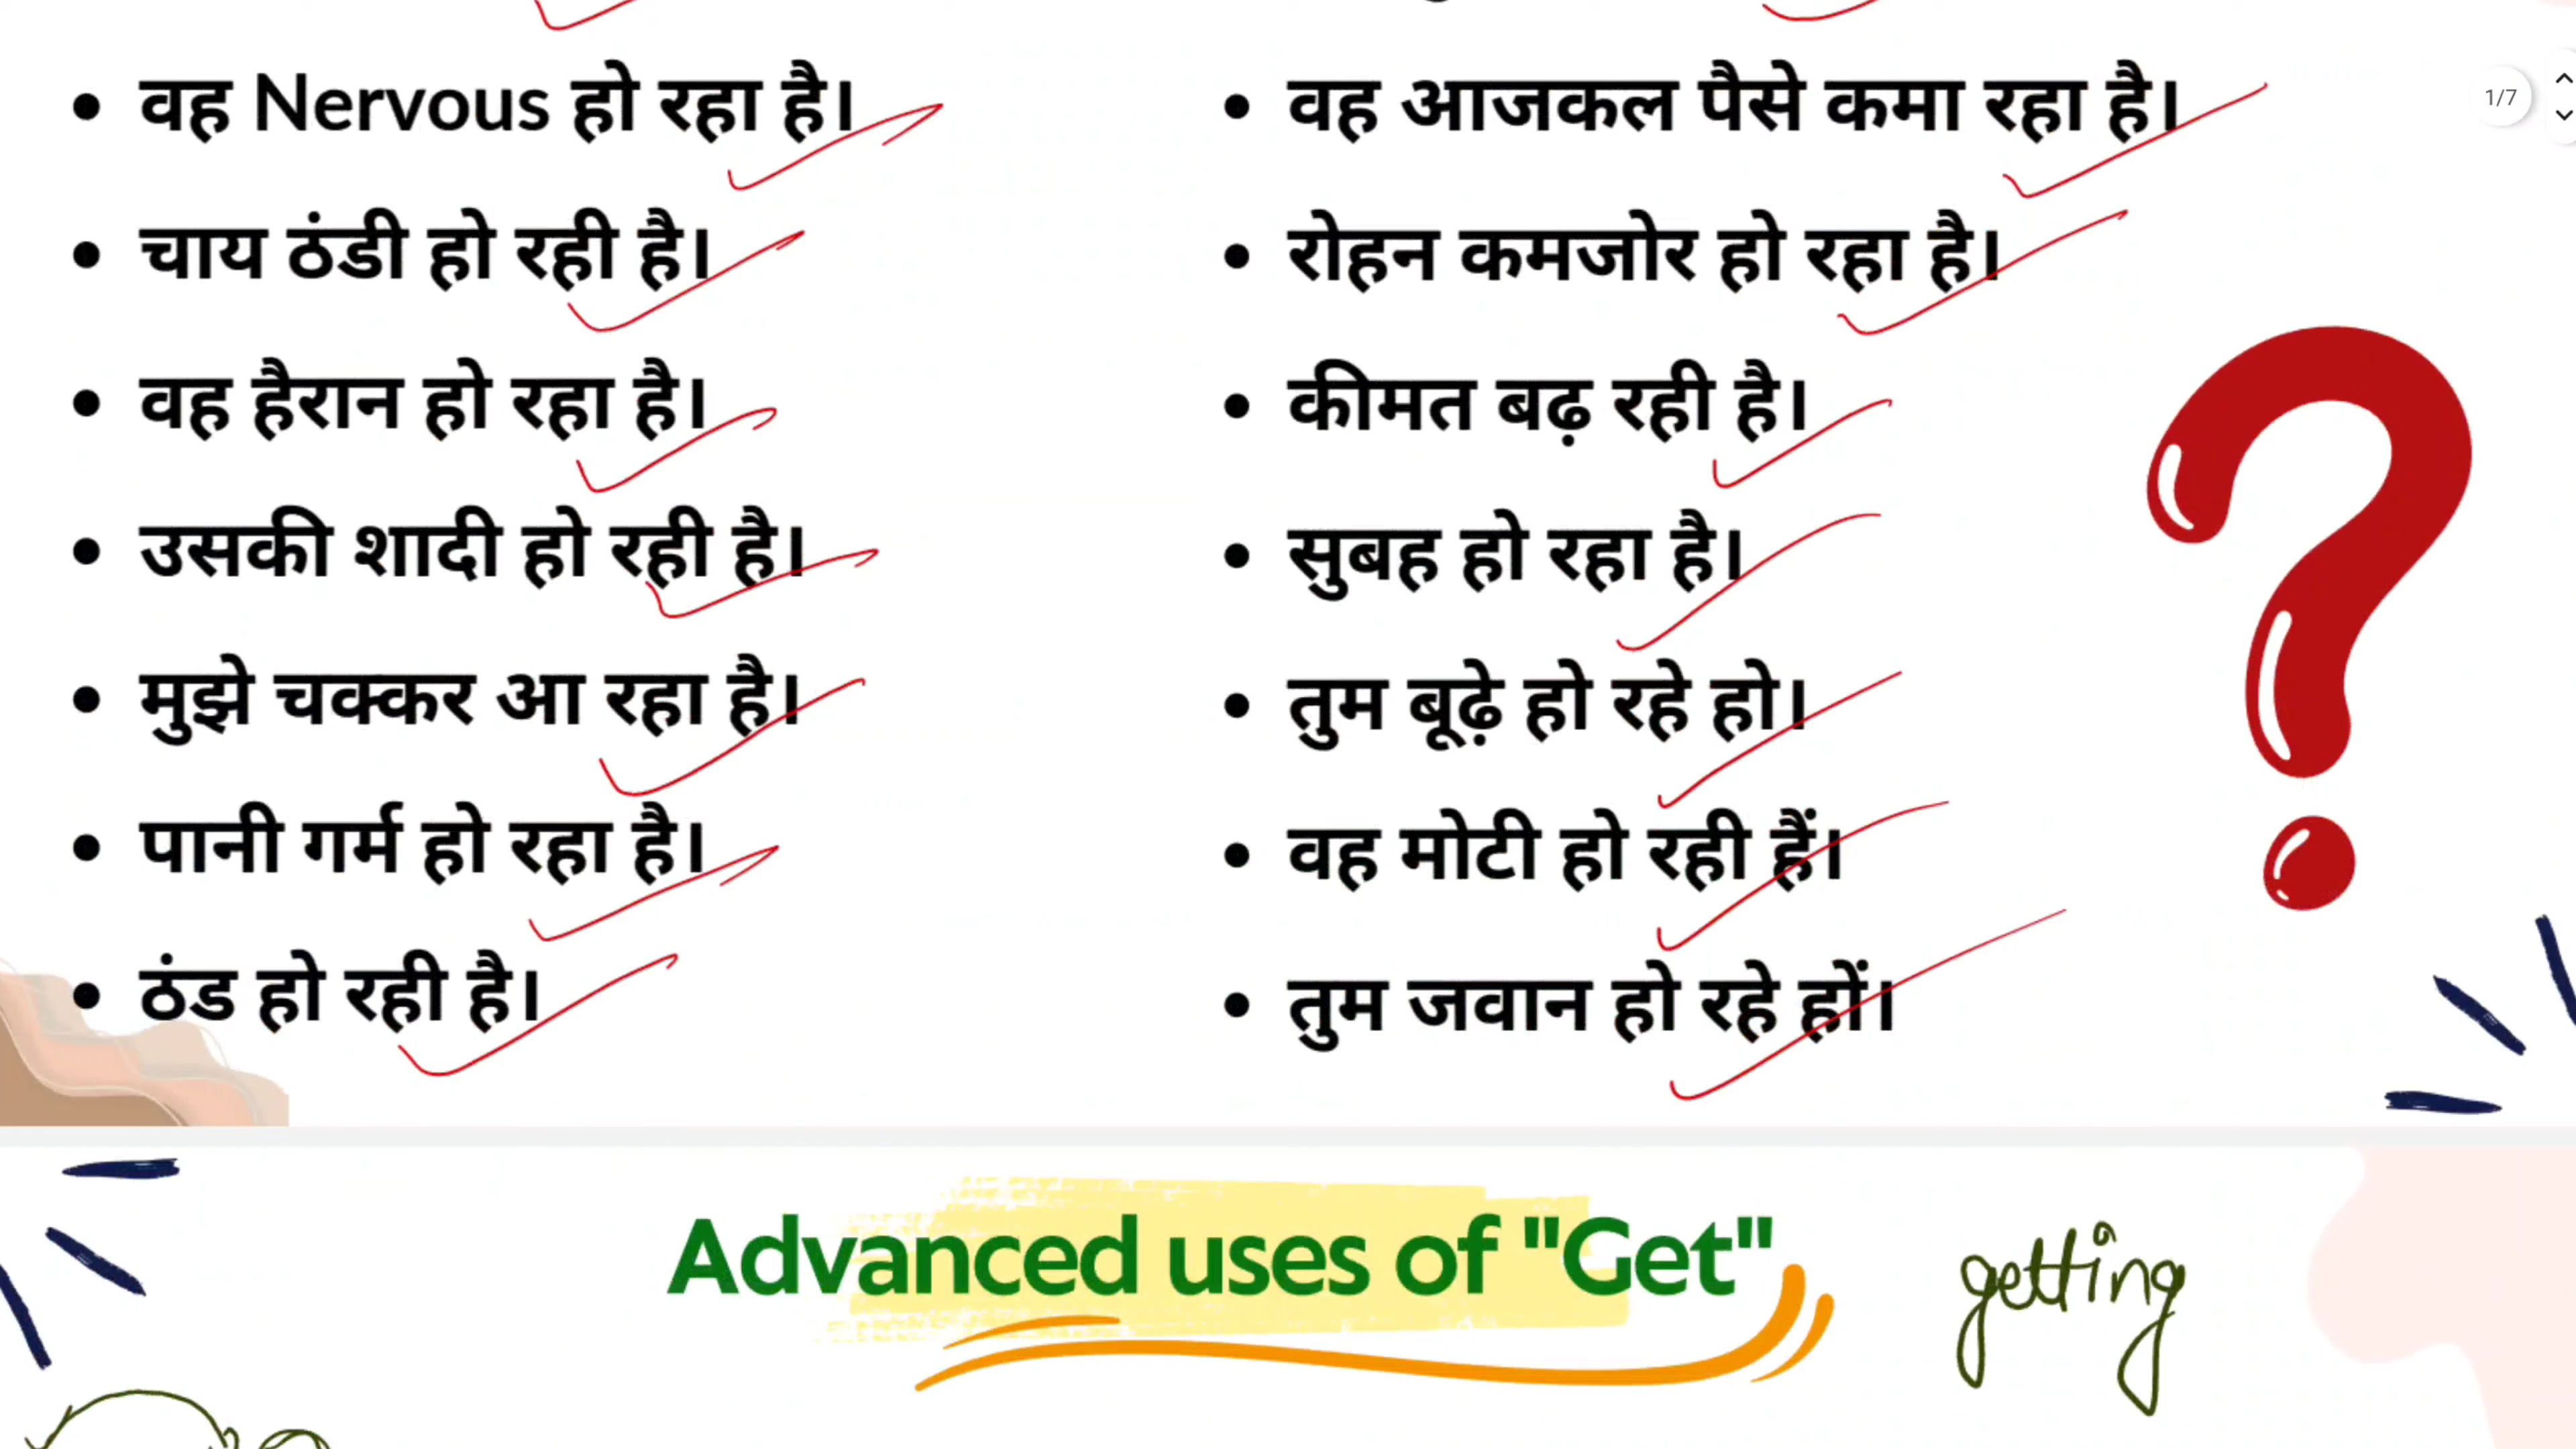 वह Nervous हो रहा है।
चाय ठंडी हो रही है।
वह हैरान हो रहा है।
उसकी शादी हो रही है।
मुझे चक्कर आ रहा है।
पानी गर्म हो रहा है।
ठंड हो रही है।
वह आजकल पैसे कमा रहा है।
रोहन कमजोर हो रहा है।
कीमत बढ़ रही है।
सुबह हो रहा है।
तुम बूढ़े हो रहे हो।
वह मोटी हो रही हैं।
तुम जवान हो रहे हों।
1/7
Advanced uses of "Get"
getting